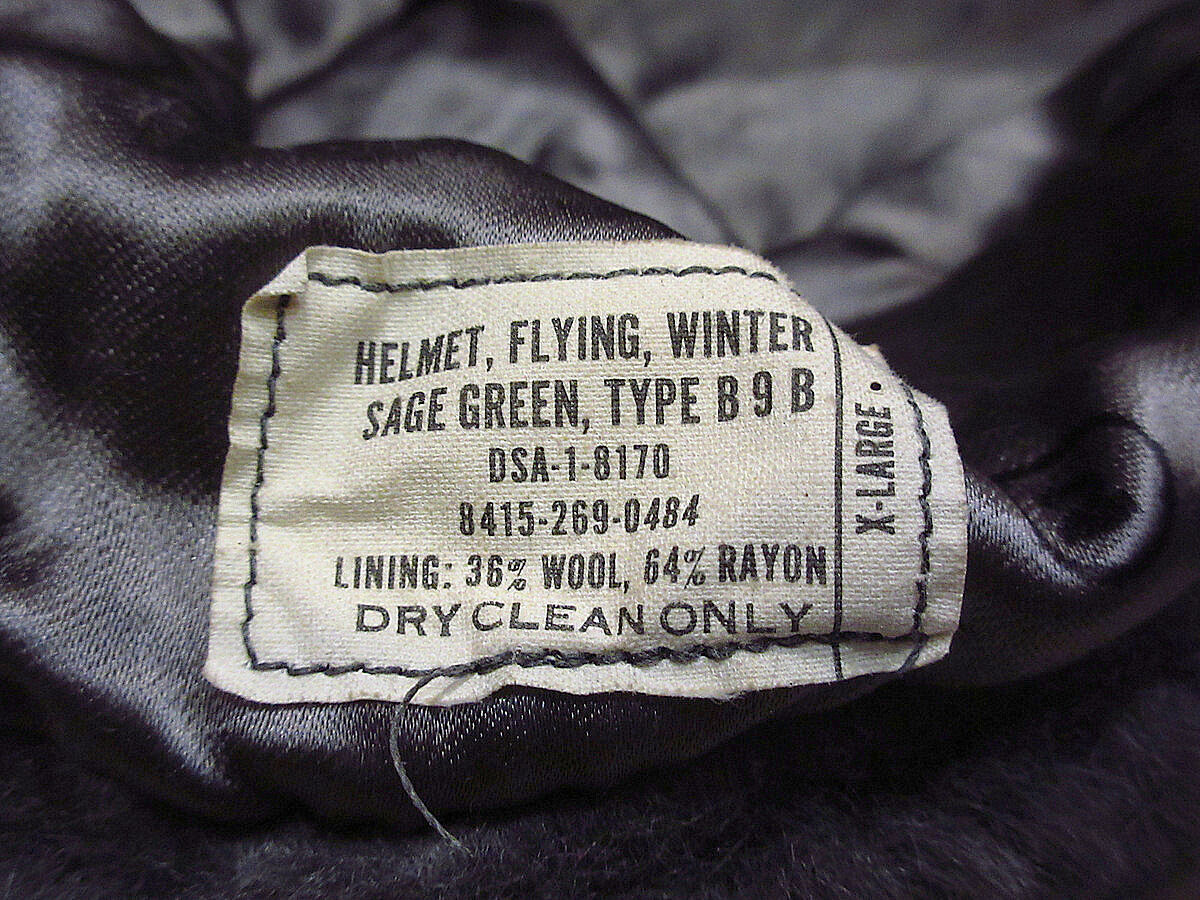 HELMET, FLYING, WINTER
SAGE GREEN, TYPE B 9 B
DSA-1-8170
8415-269-0484
LINING: 36% WOOL, 64% RAYON
DRY CLEAN ONLY
X-LARGE